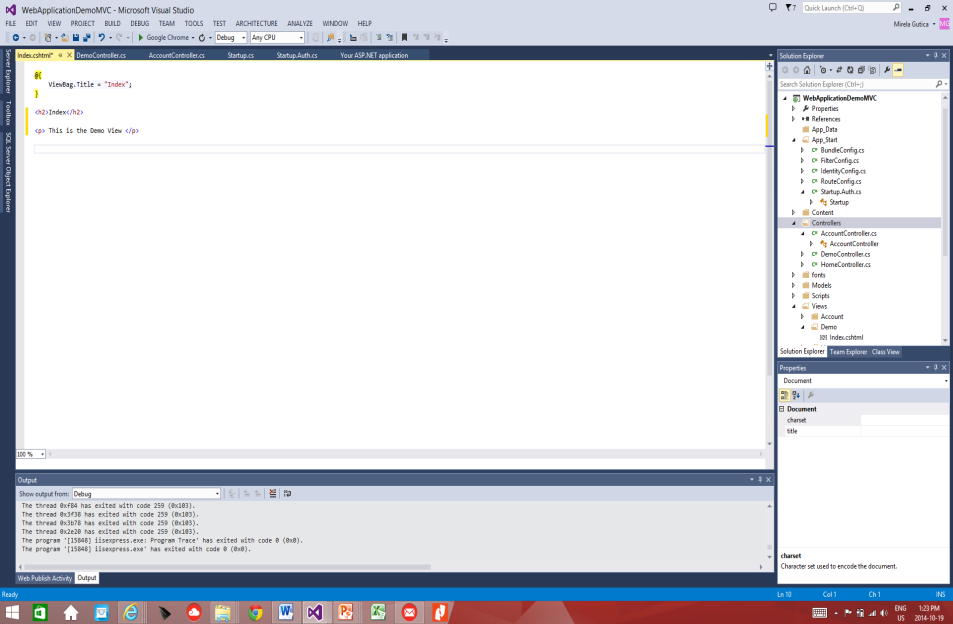 WebApplicationDemoMVC - Microsoft Visual Studio
7
Quick Launch (Ctrl+Q)
FILE EDIT VIEW PROJECT BUILD DEBUG TEAM TOOLS TEST ARCHITECTURE ANALYZE WINDOW HELP
Mirela Gutica
MG
Google Chrome
Debug
Any CPU
Server Explorer
Toolbox
SQL Server Object Explorer
Index.cshtml*
DemoController.cs
AccountController.cs
Startup.cs
Startup.Auth.cs
Your ASP.NET application
@{
ViewBag.Title = "Index";
}
<h2>Index</h2>
<p> This is the Demo View </p>
100 %
Output
Show output from: Debug
The thread 0xf84 has exited with code 259 (0x103).
The thread 0x3f38 has exited with code 259 (0x103).
The thread 0x3b78 has exited with code 259 (0x103).
The thread 0x2e20 has exited with code 259 (0x103).
The program '[15848] iisexpress.exe: Program Trace' has exited with code 0 (0x0).
The program '[15848] iisexpress.exe' has exited with code 0 (0x0).
Web Publish Activity
Output
Solution Explorer
Search Solution Explorer (Ctrl+;)
WebApplicationDemoMVC
Properties
References
App_Data
App_Start
BundleConfig.cs
FilterConfig.cs
IdentityConfig.cs
RouteConfig.cs
Startup.Auth.cs
Startup
Content
Controllers
AccountController.cs
AccountController
DemoController.cs
HomeController.cs
fonts
Models
Scripts
Views
Account
Demo
Index.cshtml
Solution Explorer
Team Explorer
Class View
Properties
Document
Document
charset
title
charset
Character set used to encode the document.
Ready
Ln 10
Col 1
Ch 1
INS
ENG
US
1:23 PM
2014-10-19